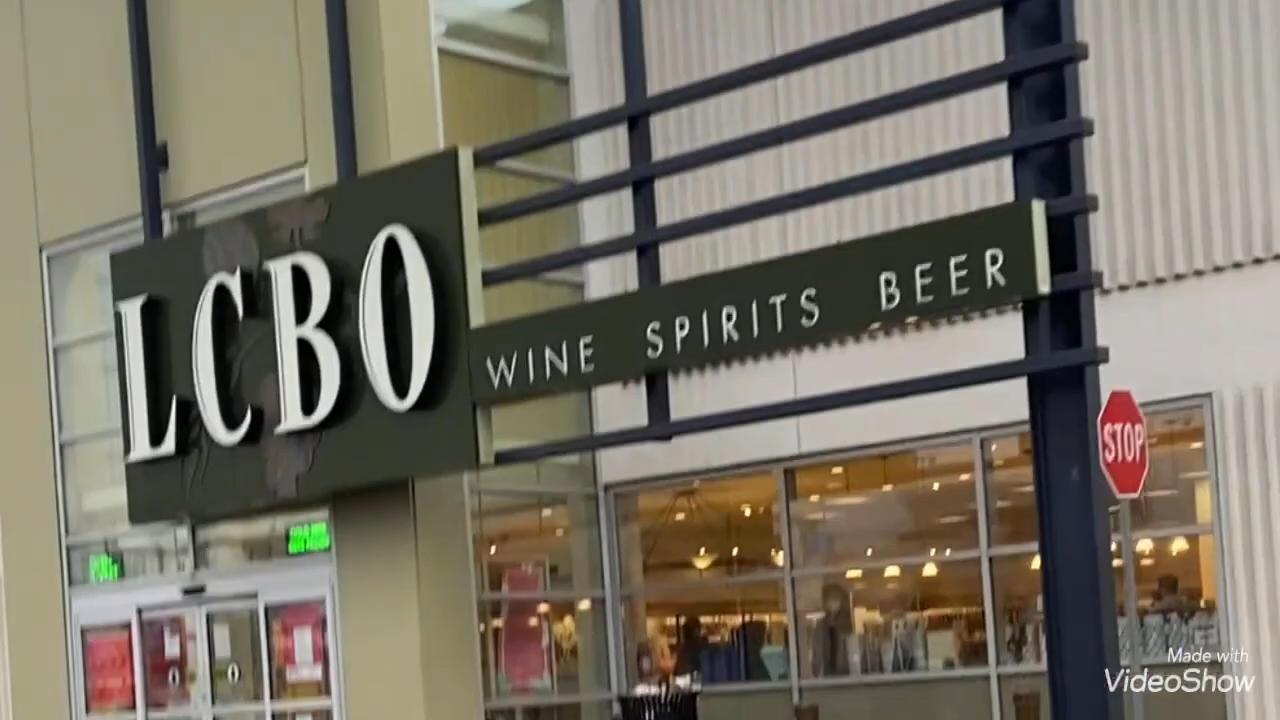 LCBO
WINE SPIRITS BEER
STOP
Made with
VideoShow